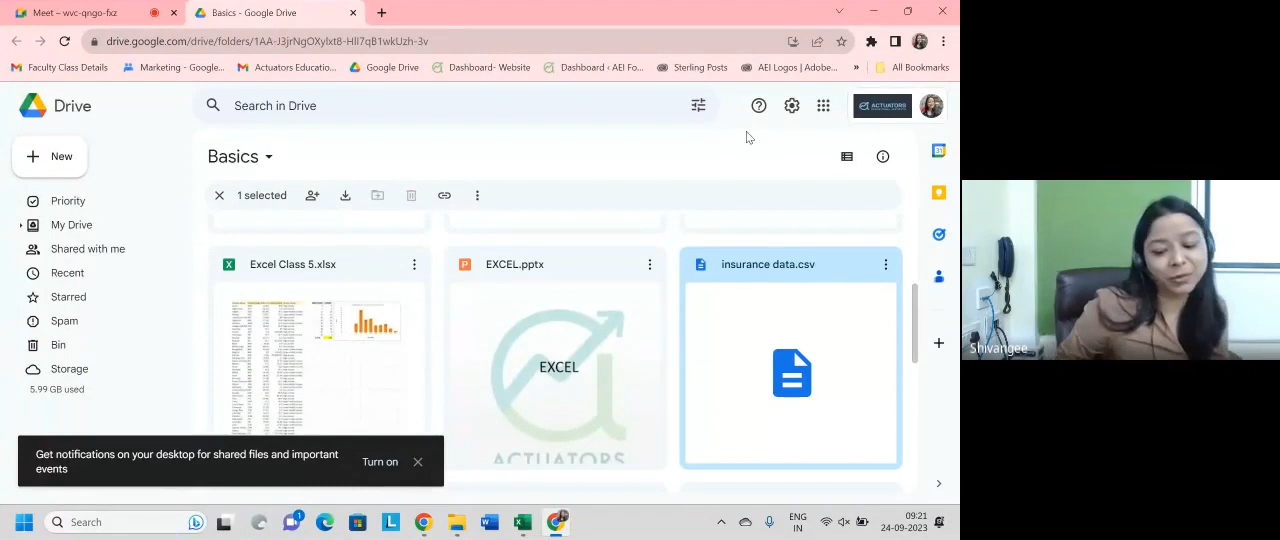 Meet – wvc-qngo-fxz
Basics - Google Drive
drive.google.com/drive/folders/1AA-J3jrNgOXylxt8-HIl7qB1wkUzh-3v
Faculty Class Details
Marketing - Google...
Actuators Educatio...
Google Drive
Dashboard- Website
Dashboard ‹ AEI Fo...
Sterling Posts
AEI Logos | Adobe...
»
All Bookmarks
Drive
Search in Drive
ACTUATORS
New
Basics
1 selected
Priority
My Drive
Shared with me
Recent
Starred
Spam
Bin
Storage
5.99 GB used
Excel Class 5.xlsx
EXCEL.pptx
insurance data.csv
EXCEL
ACTUATORS
Get notifications on your desktop for shared files and important
events
Turn on
Shivangee
Search
1
ENG
IN
09:21
24-09-2023